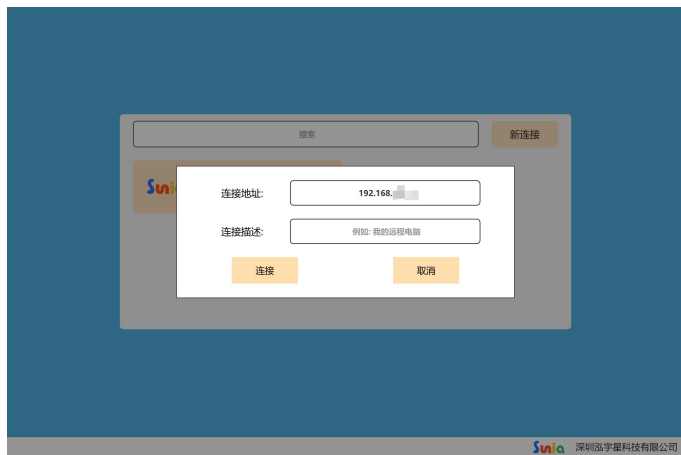 搜索
新连接
连接地址:
192.168.
连接描述:
例如: 我的远程电脑
连接
取消
Sunia 深圳泓宇星科技有限公司